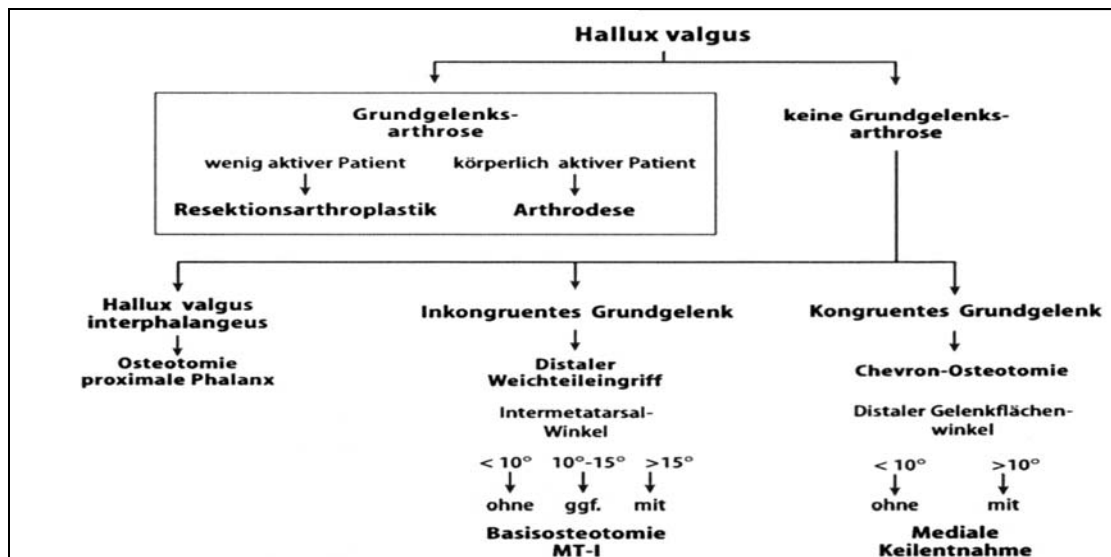 Hallux valgus
Grundgelenks-
arthrose
wenig aktiver Patient
körperlich aktiver Patient
Resektionsarthroplastik
Arthrodese
keine Grundgelenks-
arthrose
Hallux valgus
interphalangeus
Osteotomie
proximale Phalanx
Inkongruentes Grundgelenk
Distaler
Weichteileingriff
Intermetatarsal-
Winkel
< 10° 10°-15° >15°
ohne ggf. mit
Basisosteotomie
MT-I
Kongruentes Grundgelenk
Chevron-Osteotomie
Distaler Gelenkflächen-
winkel
< 10° >10°
ohne mit
Mediale
Keilentnahme